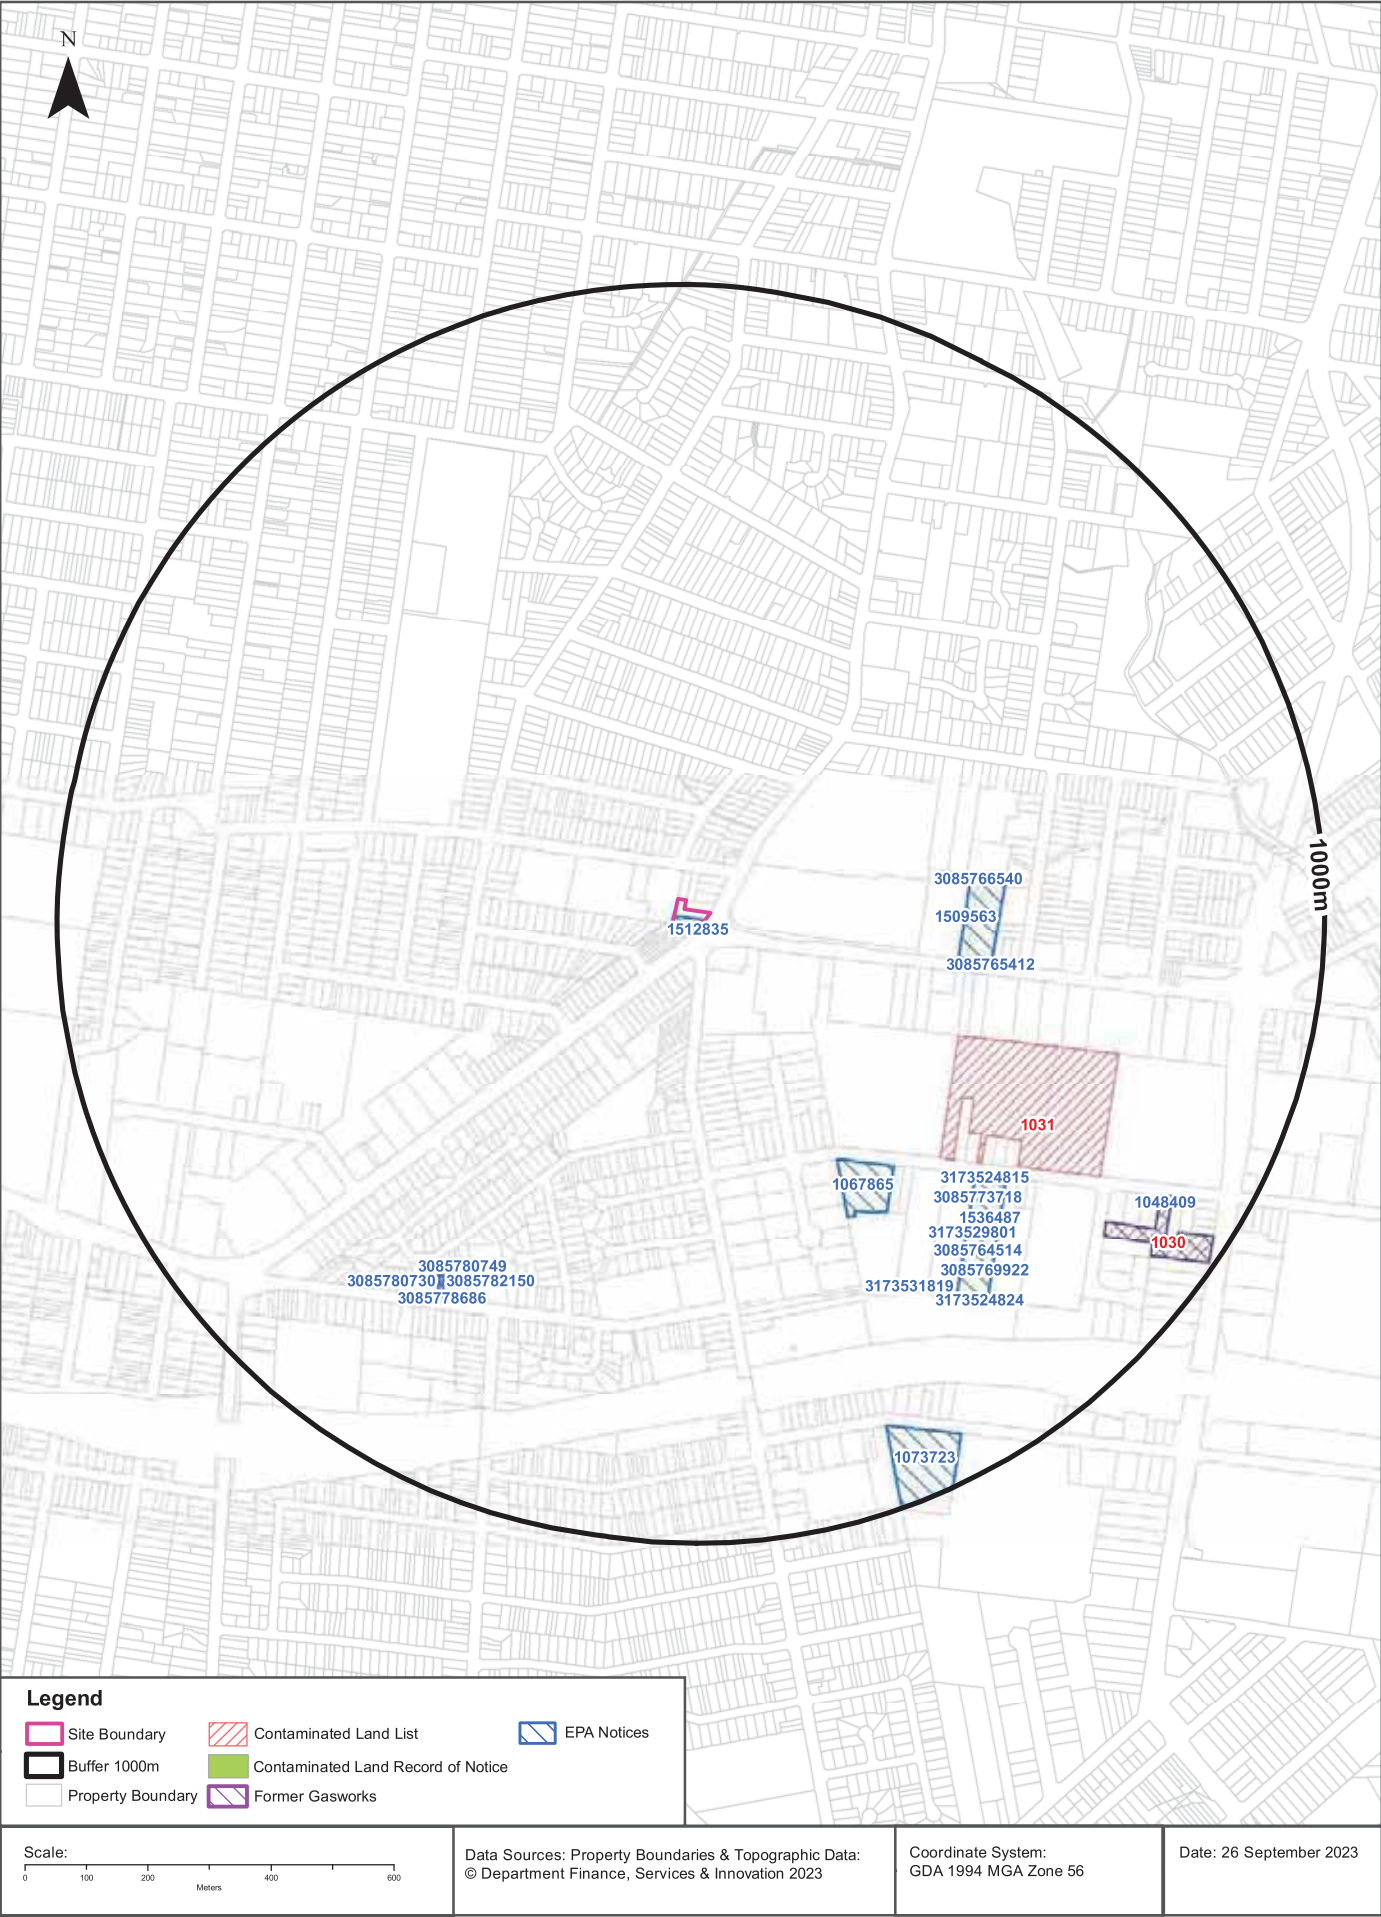 N
1000m
3085766540
1509563
1512835
3085765412
1031
3173524815
1067865
3085773718
1048409
1536487
3173529801
1030
3085764514
3085780749
3085769922
3085780730 3085782150
3173531819
3085778686
3173524824
1073723
Legend
Site Boundary
Contaminated Land List
EPA Notices
Buffer 1000m
Contaminated Land Record of Notice
Property Boundary
Former Gasworks
Scale:
0 100 200 400 600
Meters
Data Sources: Property Boundaries & Topographic Data:
© Department Finance, Services & Innovation 2023
Coordinate System:
GDA 1994 MGA Zone 56
Date: 26 September 2023